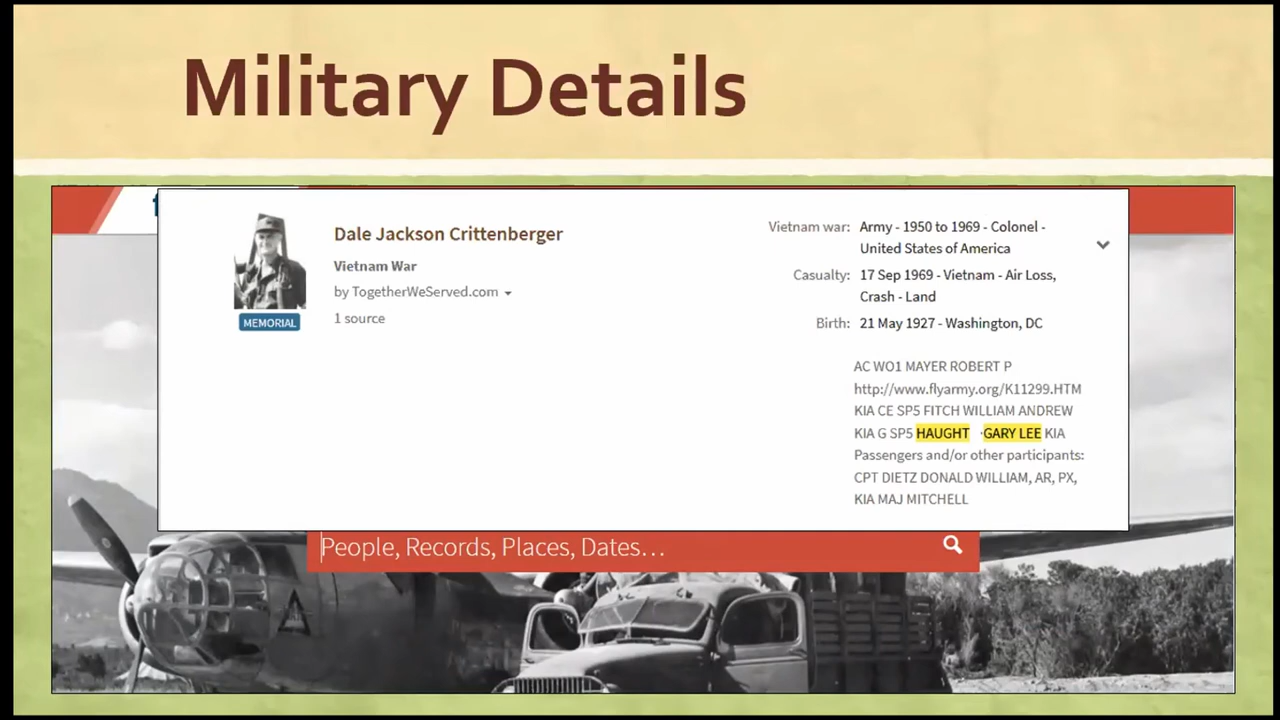 Military Details
Dale Jackson Crittenberger
Vietnam War
by TogetherWeServed.com
1 source
MEMORIAL
Vietnam war: Army - 1950 to 1969 - Colonel -
United States of America
Casualty: 17 Sep 1969 - Vietnam - Air Loss,
Crash - Land
Birth: 21 May 1927 - Washington, DC
AC WO1 MAYER ROBERT P
http://www.flyarmy.org/K11299.HTM
KIA CE SP5 FITCH WILLIAM ANDREW
KIA G SP5 HAUGHT GARY LEE KIA
Passengers and/or other participants:
CPT DIETZ DONALD WILLIAM, AR, PX,
KIA MAJ MITCHELL
People, Records, Places, Dates...